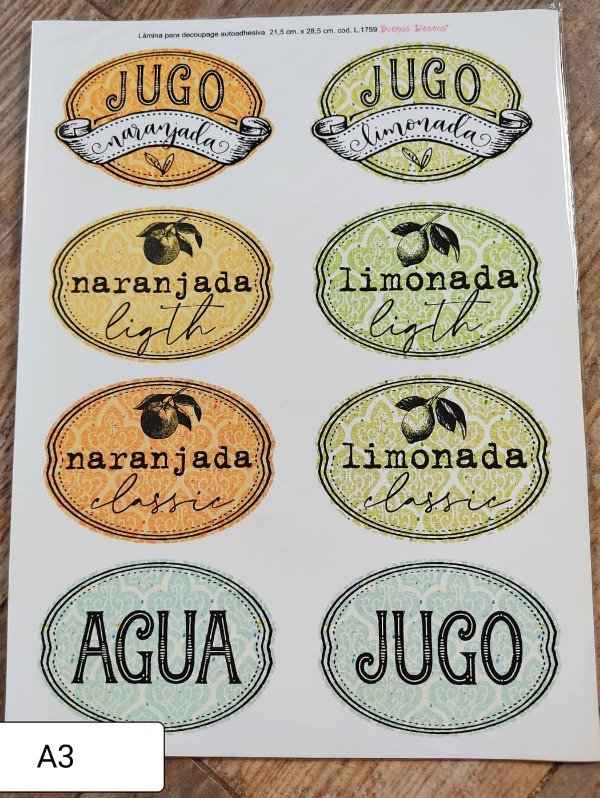 Lámina para decoupage autoadhesiva 21,5 cm. x 28,5 cm. cod. L.1759 Buenos Deseos
JUGO
naranjada
JUGO
limonada
naranjada
ligth
limonada
ligth
naranjada
classic
limonada
classic
AGUA
JUGO
A3